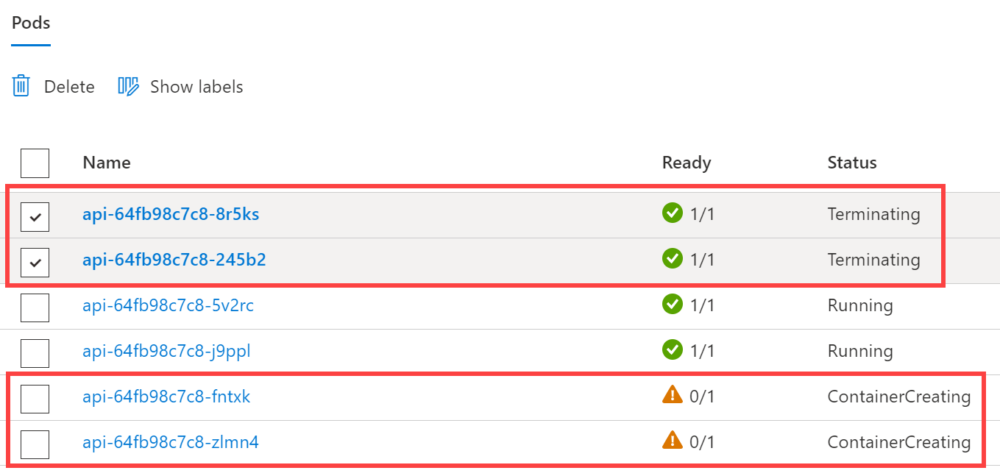 Pods
Delete Show labels
Name Ready Status
api-64fb98c7c8-8r5ks 1/1 Terminating
api-64fb98c7c8-245b2 1/1 Terminating
api-64fb98c7c8-5v2rc 1/1 Running
api-64fb98c7c8-j9ppl 1/1 Running
api-64fb98c7c8-fntxk 0/1 ContainerCreating
api-64fb98c7c8-zlmn4 0/1 ContainerCreating